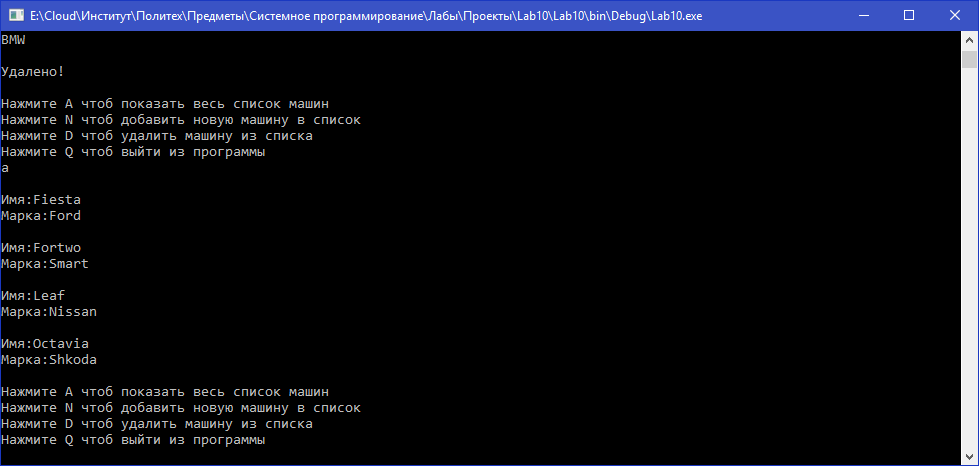 E:\Cloud\Институт\Политех\Предметы\Системное программирование\Лабы\Проекты\Lab10\Lab10\bin\Debug\Lab10.exe
BMW
Удалено!
Нажмите A чтоб показать весь список машин
Нажмите N чтоб добавить новую машину в список
Нажмите D чтоб удалить машину из списка
Нажмите Q чтоб выйти из программы
a
Имя:Fiesta
Марка:Ford
Имя:Fortwo
Марка:Smart
Имя:Leaf
Марка:Nissan
Имя:Octavia
Марка:Shkoda
Нажмите A чтоб показать весь список машин
Нажмите N чтоб добавить новую машину в список
Нажмите D чтоб удалить машину из списка
Нажмите Q чтоб выйти из программы